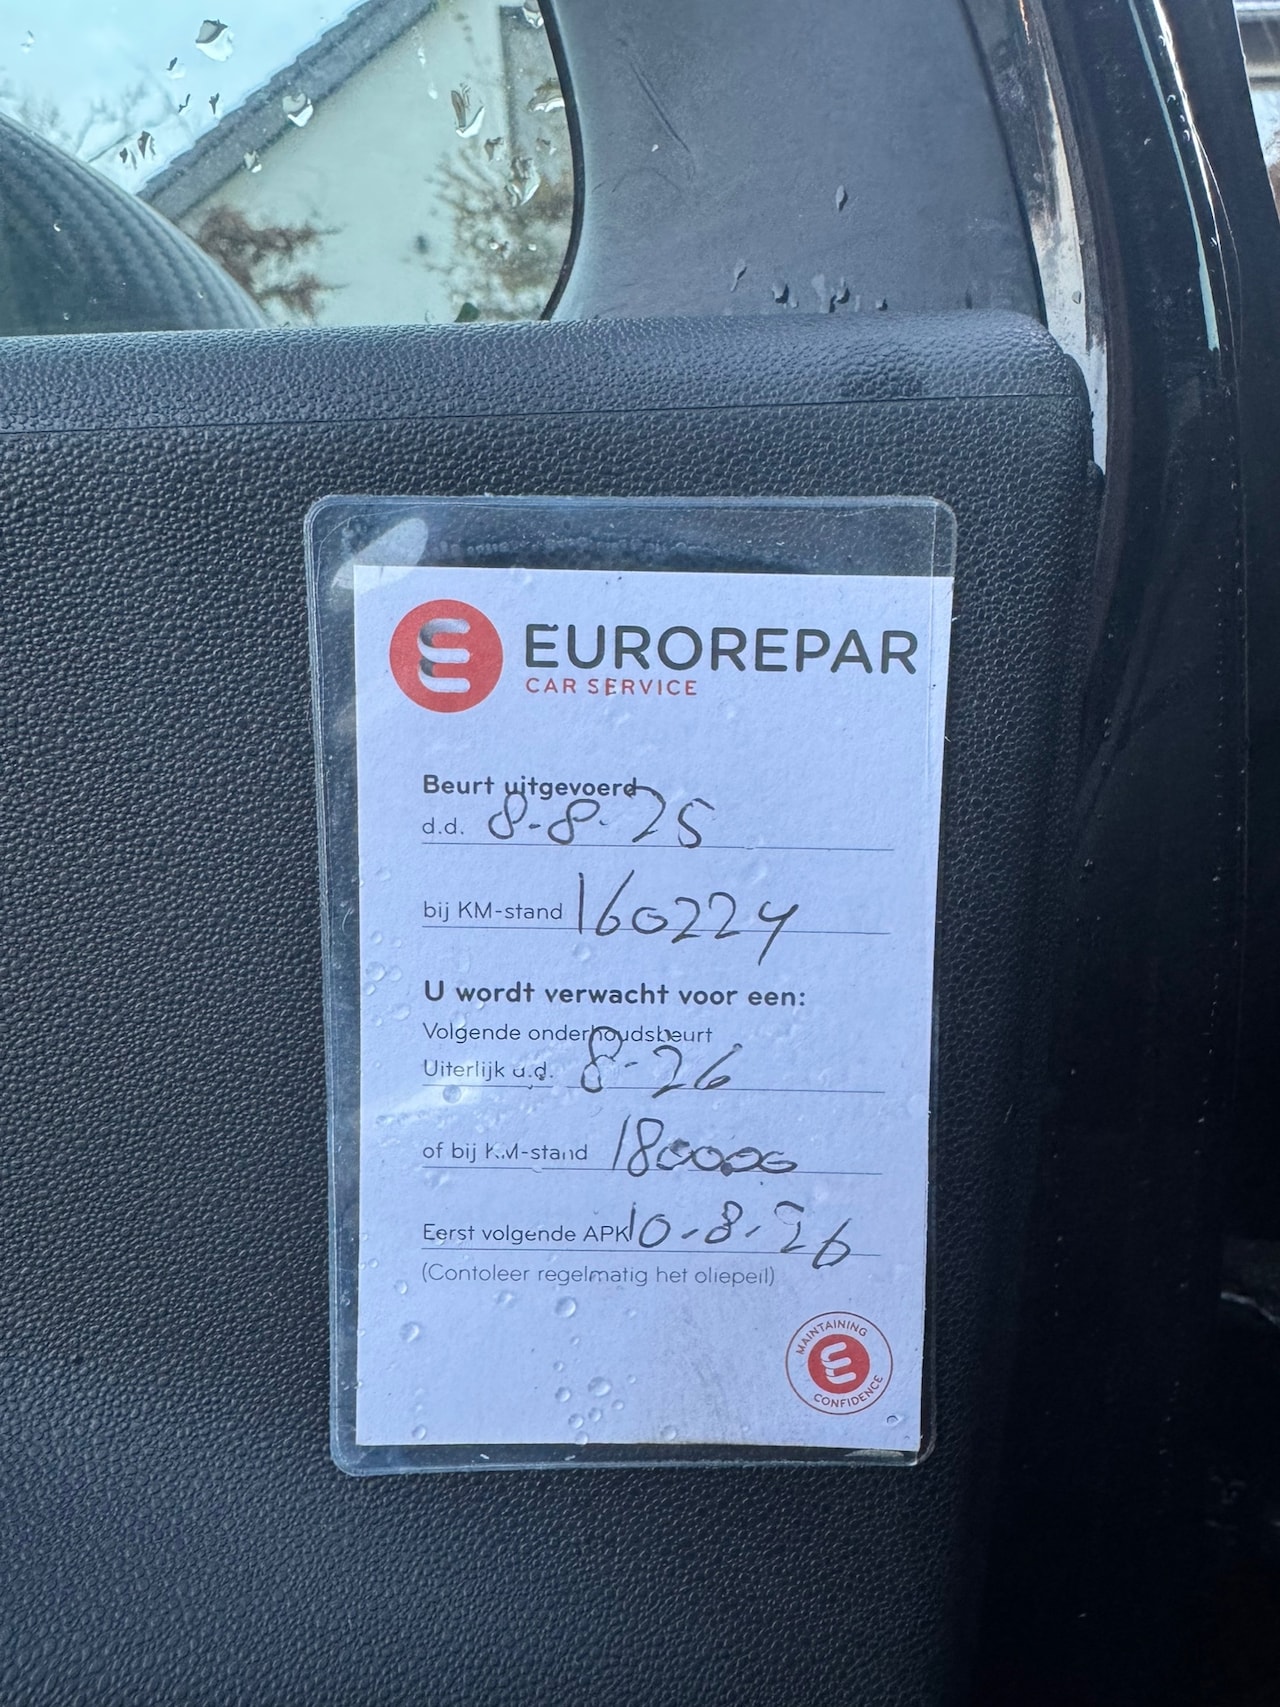 EUROREPAR
CAR SERVICE
Beurt uitgevoerd
d.d. 8-8-25
bij KM-stand 160224
U wordt verwacht voor een:
Volgende onderhoudsbeurt
Uiterlijk d.d. 8-26
of bij KM-stand 180000
Eerst volgende APK 10-8-26
(Contoleer regelmatig het oliepeil)
MAINTAINING
CONFIDENCE